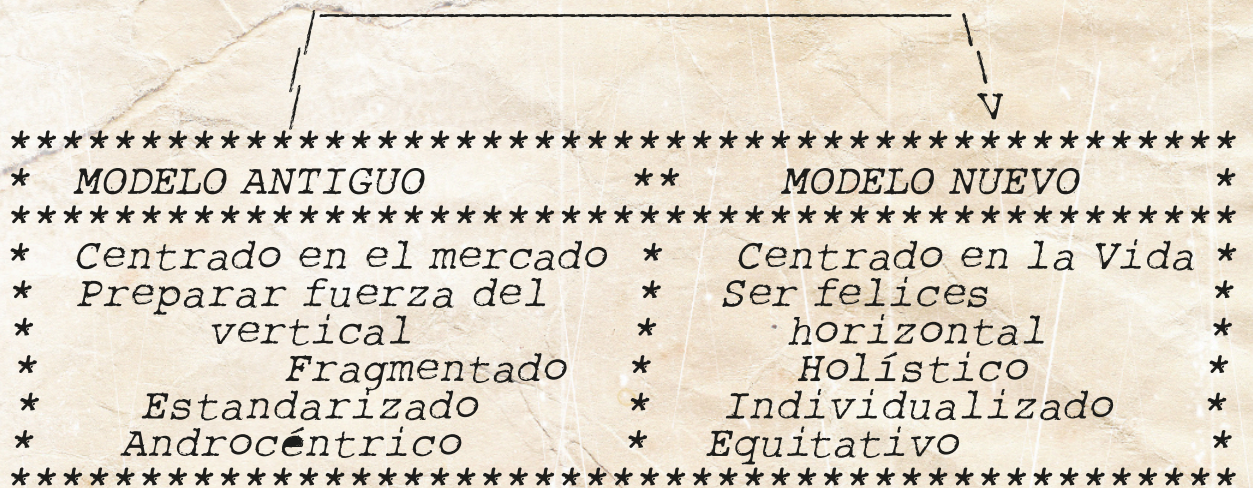 **********************************************
* MODELO ANTIGUO ** MODELO NUEVO *
**********************************************
* Centrado en el mercado * Centrado en la Vida *
* Preparar fuerza del * Ser felices *
* vertical * horizontal *
* Fragmentado * Holístico *
* Estandarizado * Individualizado *
* Androcéntrico * Equitativo *
**********************************************